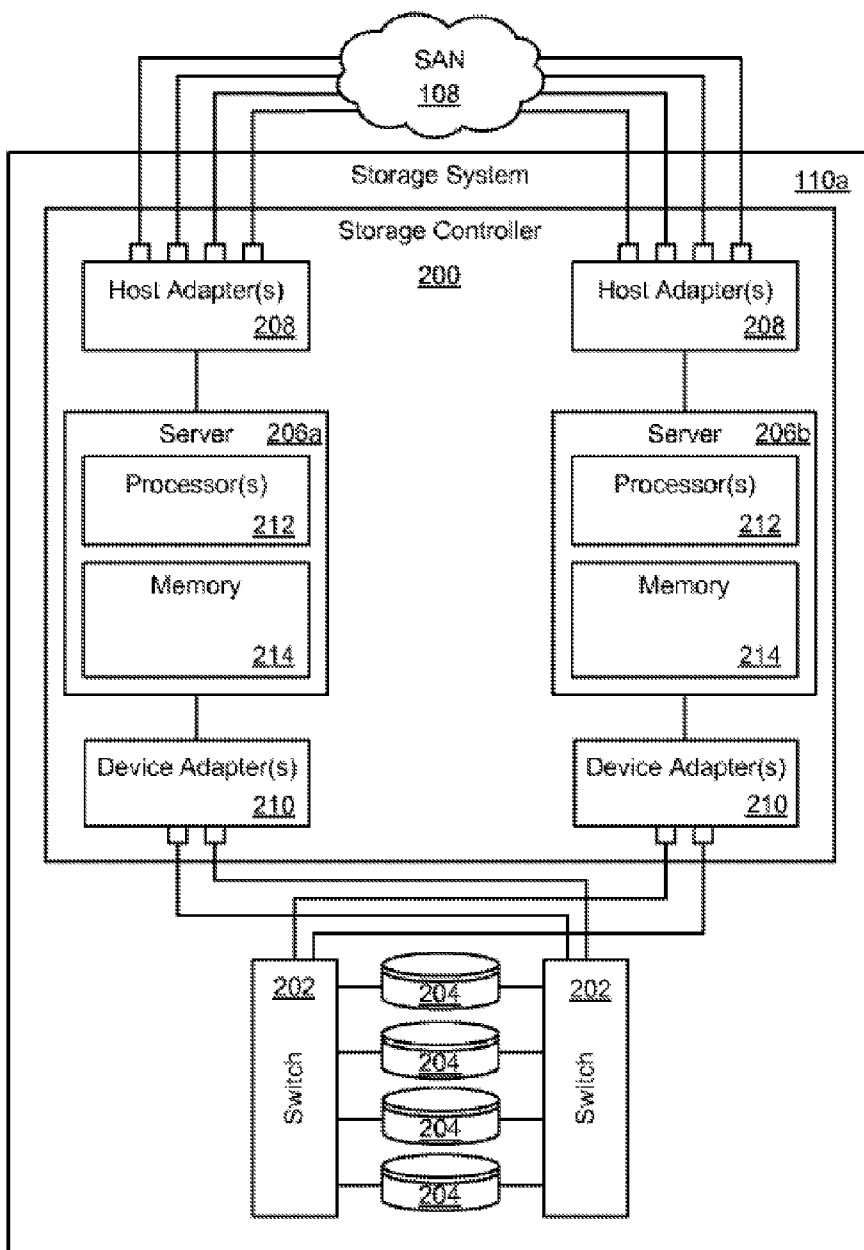 SAN
108
Storage System
110a
Storage Controller
200
Host Adapter(s)
208
Host Adapter(s)
208
Server 206a
Processor(s)
212
Memory
214
Server 206b
Processor(s)
212
Memory
214
Device Adapter(s)
210
Device Adapter(s)
210
202
Switch
204
204
204
204
202
Switch